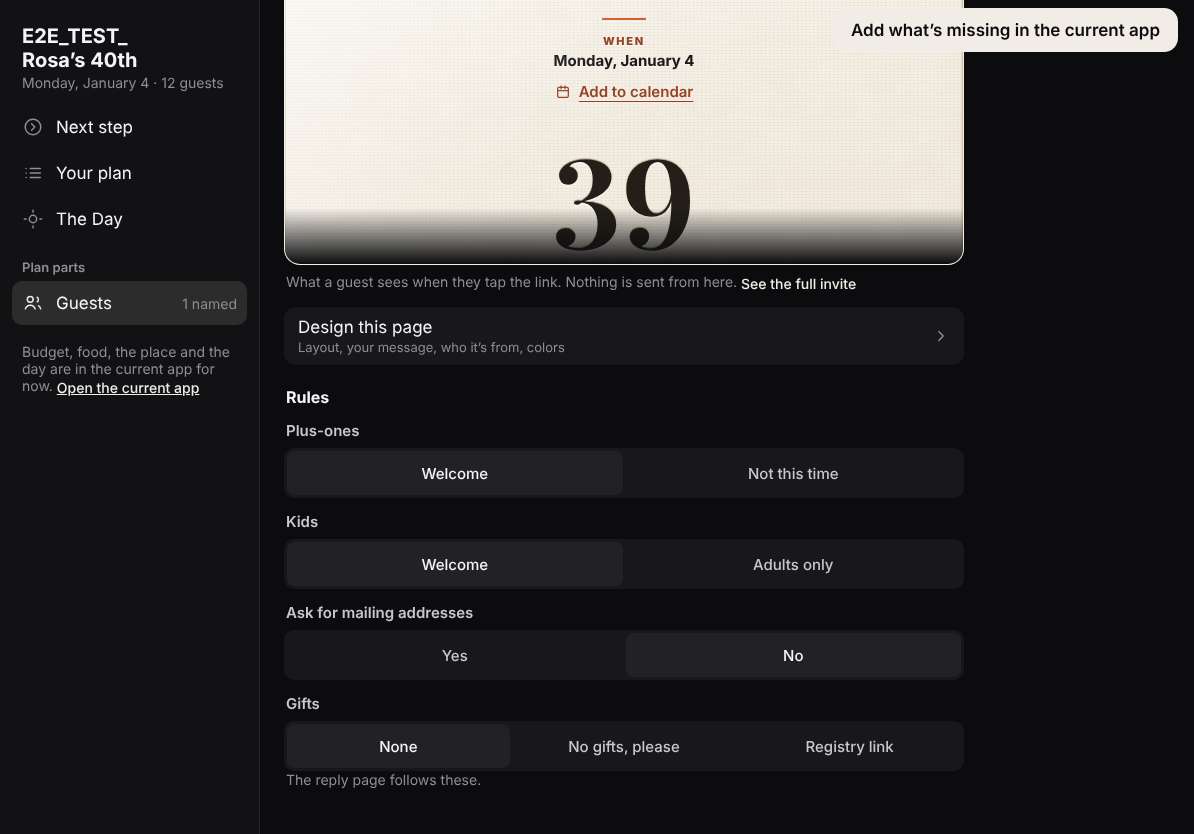 E2E_TEST_
Rosa’s 40th
Monday, January 4 · 12 guests
Next step
Your plan
The Day
Plan parts
Guests
1 named
Budget, food, the place and the
day are in the current app for
now. Open the current app
Add what’s missing in the current app
WHEN
Monday, January 4
Add to calendar
39
What a guest sees when they tap the link. Nothing is sent from here. See the full invite
Design this page
Layout, your message, who it’s from, colors
Rules
Plus-ones
Welcome
Not this time
Kids
Welcome
Adults only
Ask for mailing addresses
Yes
No
Gifts
None
No gifts, please
Registry link
The reply page follows these.